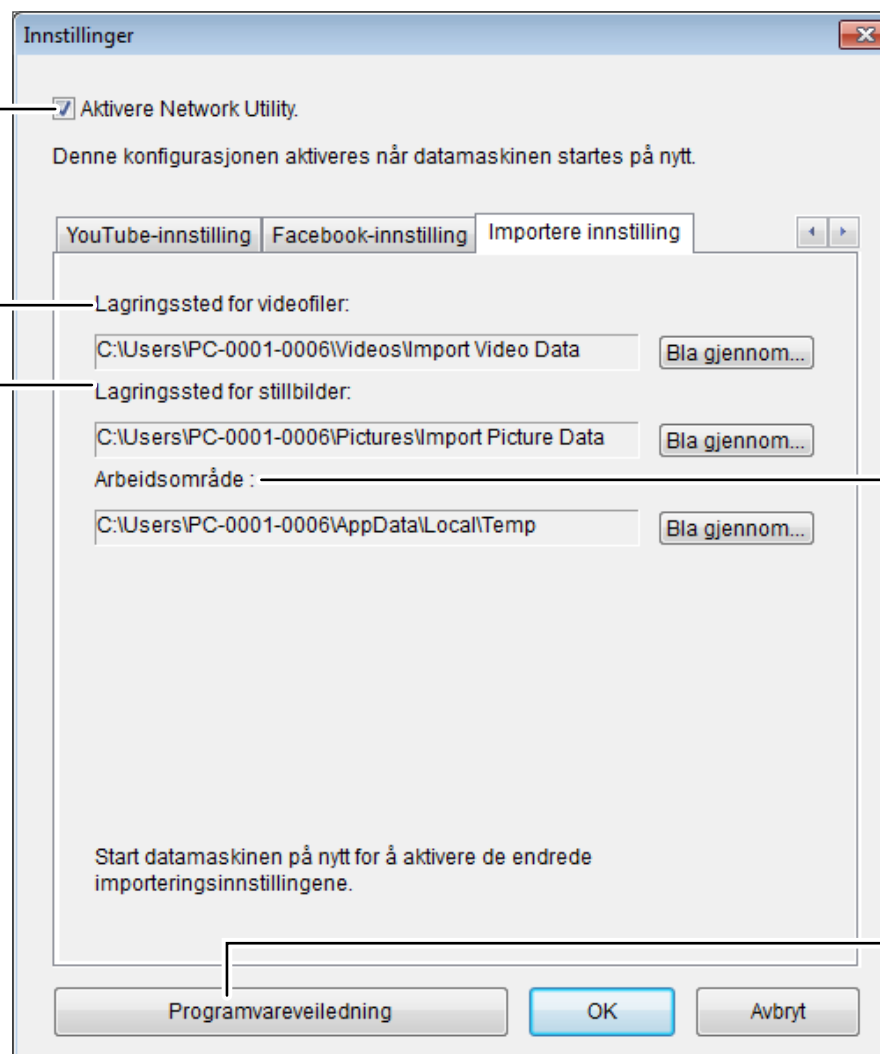 Innstillinger
Aktivere Network Utility.
Denne konfigurasjonen aktiveres når datamaskinen startes på nytt.
YouTube-innstilling Facebook-innstilling Importere innstilling
Lagringssted for videofiler:
C:\Users\PC-0001-0006\Videos\Import Video Data Bla gjennom...
Lagringssted for stillbilder:
C:\Users\PC-0001-0006\Pictures\Import Picture Data Bla gjennom...
Arbeidsområde :
C:\Users\PC-0001-0006\AppData\Local\Temp Bla gjennom...
Start datamaskinen på nytt for å aktivere de endrede
importeringsinnstillingene.
Programvareveiledning OK Avbryt